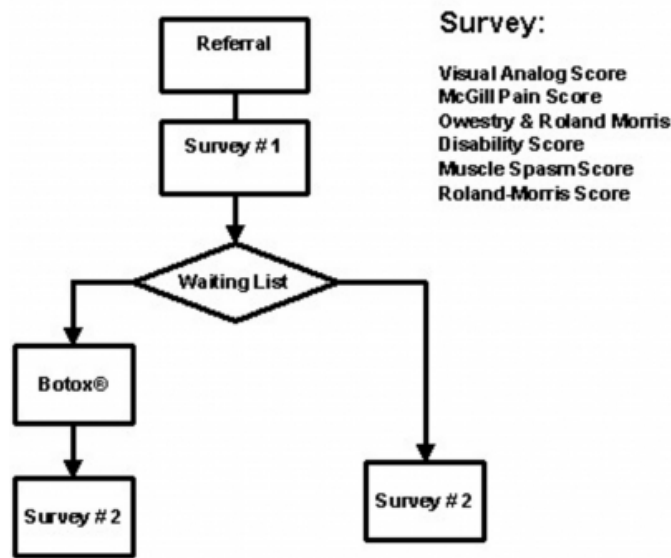 Referral
Survey:
Visual Analog Score
McGill Pain Score
Owestry & Roland Morris
Disability Score
Muscle Spasm Score
Roland-Morris Score
Survey # 1
Waiting List
Botox®
Survey # 2
Survey # 2